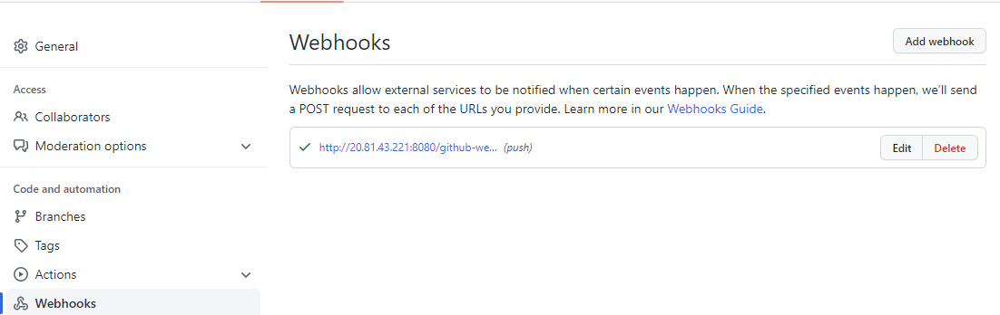 General
Access
Collaborators
Moderation options
Code and automation
Branches
Tags
Actions
Webhooks
Webhooks
Add webhook
Webhooks allow external services to be notified when certain events happen. When the specified events happen, we'll send
a POST request to each of the URLs you provide. Learn more in our Webhooks Guide.
http://20.81.43.221:8080/github-we... (push)
Edit
Delete